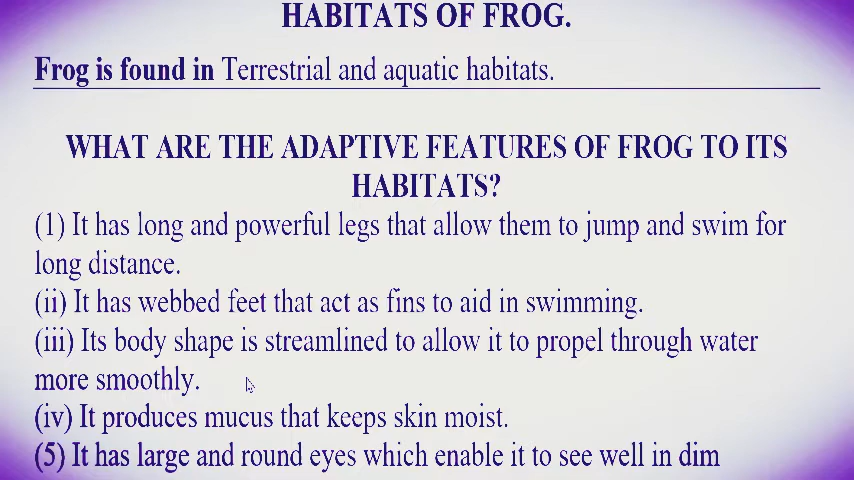 HABITATS OF FROG.
Frog is found in Terrestrial and aquatic habitats.
WHAT ARE THE ADAPTIVE FEATURES OF FROG TO ITS
HABITATS?
(1) It has long and powerful legs that allow them to jump and swim for
long distance.
(ii) It has webbed feet that act as fins to aid in swimming.
(iii) Its body shape is streamlined to allow it to propel through water
more smoothly.
(iv) It produces mucus that keeps skin moist.
(5) It has large and round eyes which enable it to see well in dim